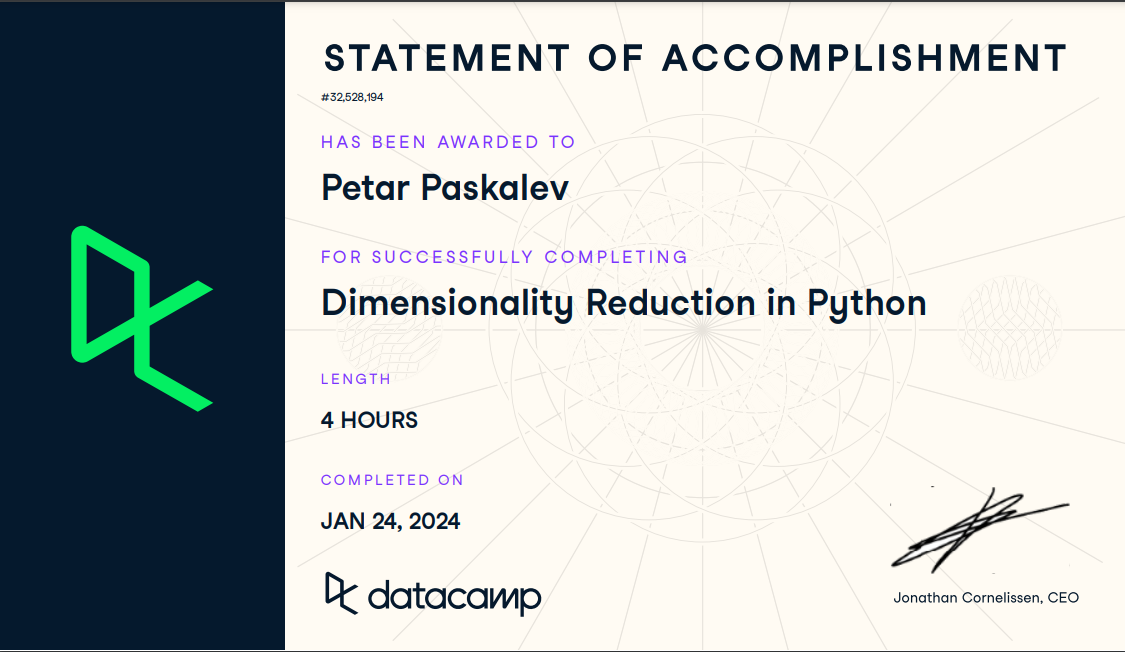 STATEMENT OF ACCOMPLISHMENT
#32,528,194
HAS BEEN AWARDED TO
Petar Paskalev
FOR SUCCESSFULLY COMPLETING
Dimensionality Reduction in Python
LENGTH
4 HOURS
COMPLETED ON
JAN 24, 2024
datacamp
Jonathan Cornelissen, CEO